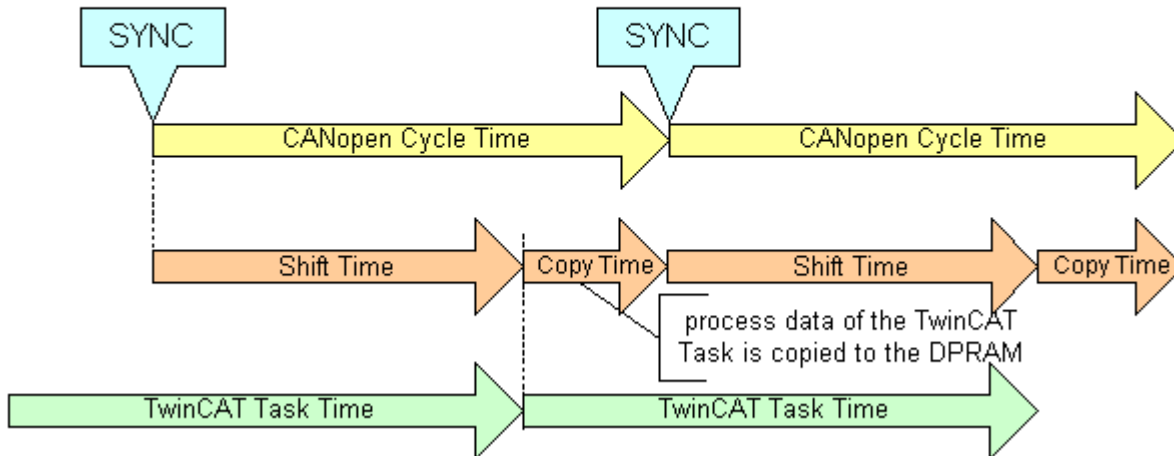 SYNC
SYNC
CANopen Cycle Time
CANopen Cycle Time
Shift Time
Copy Time
Shift Time
Copy Time
process data of the TwinCAT
Task is copied to the DPRAM
TwinCAT Task Time
TwinCAT Task Time